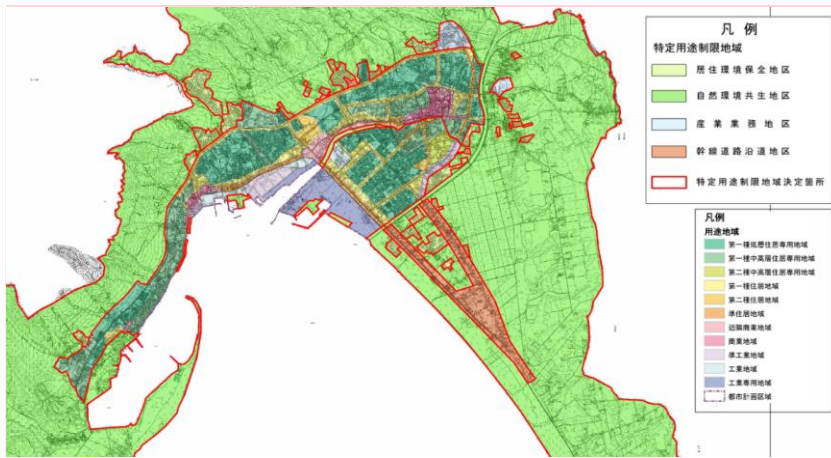 凡例
特定用途制限地域
居住環境保全地区
自然環境共生地区
産業業務地区
幹線道路沿道地区
特定用途制限地域決定箇所
凡例
用途地域
第一種低層住居専用地域
第一種中高層住居専用地域
第二種中高層住居専用地域
第一種住居地域
第二種住居地域
準住居地域
近隣商業地域
商業地域
準工業地域
工業地域
工業専用地域
都市計画区域